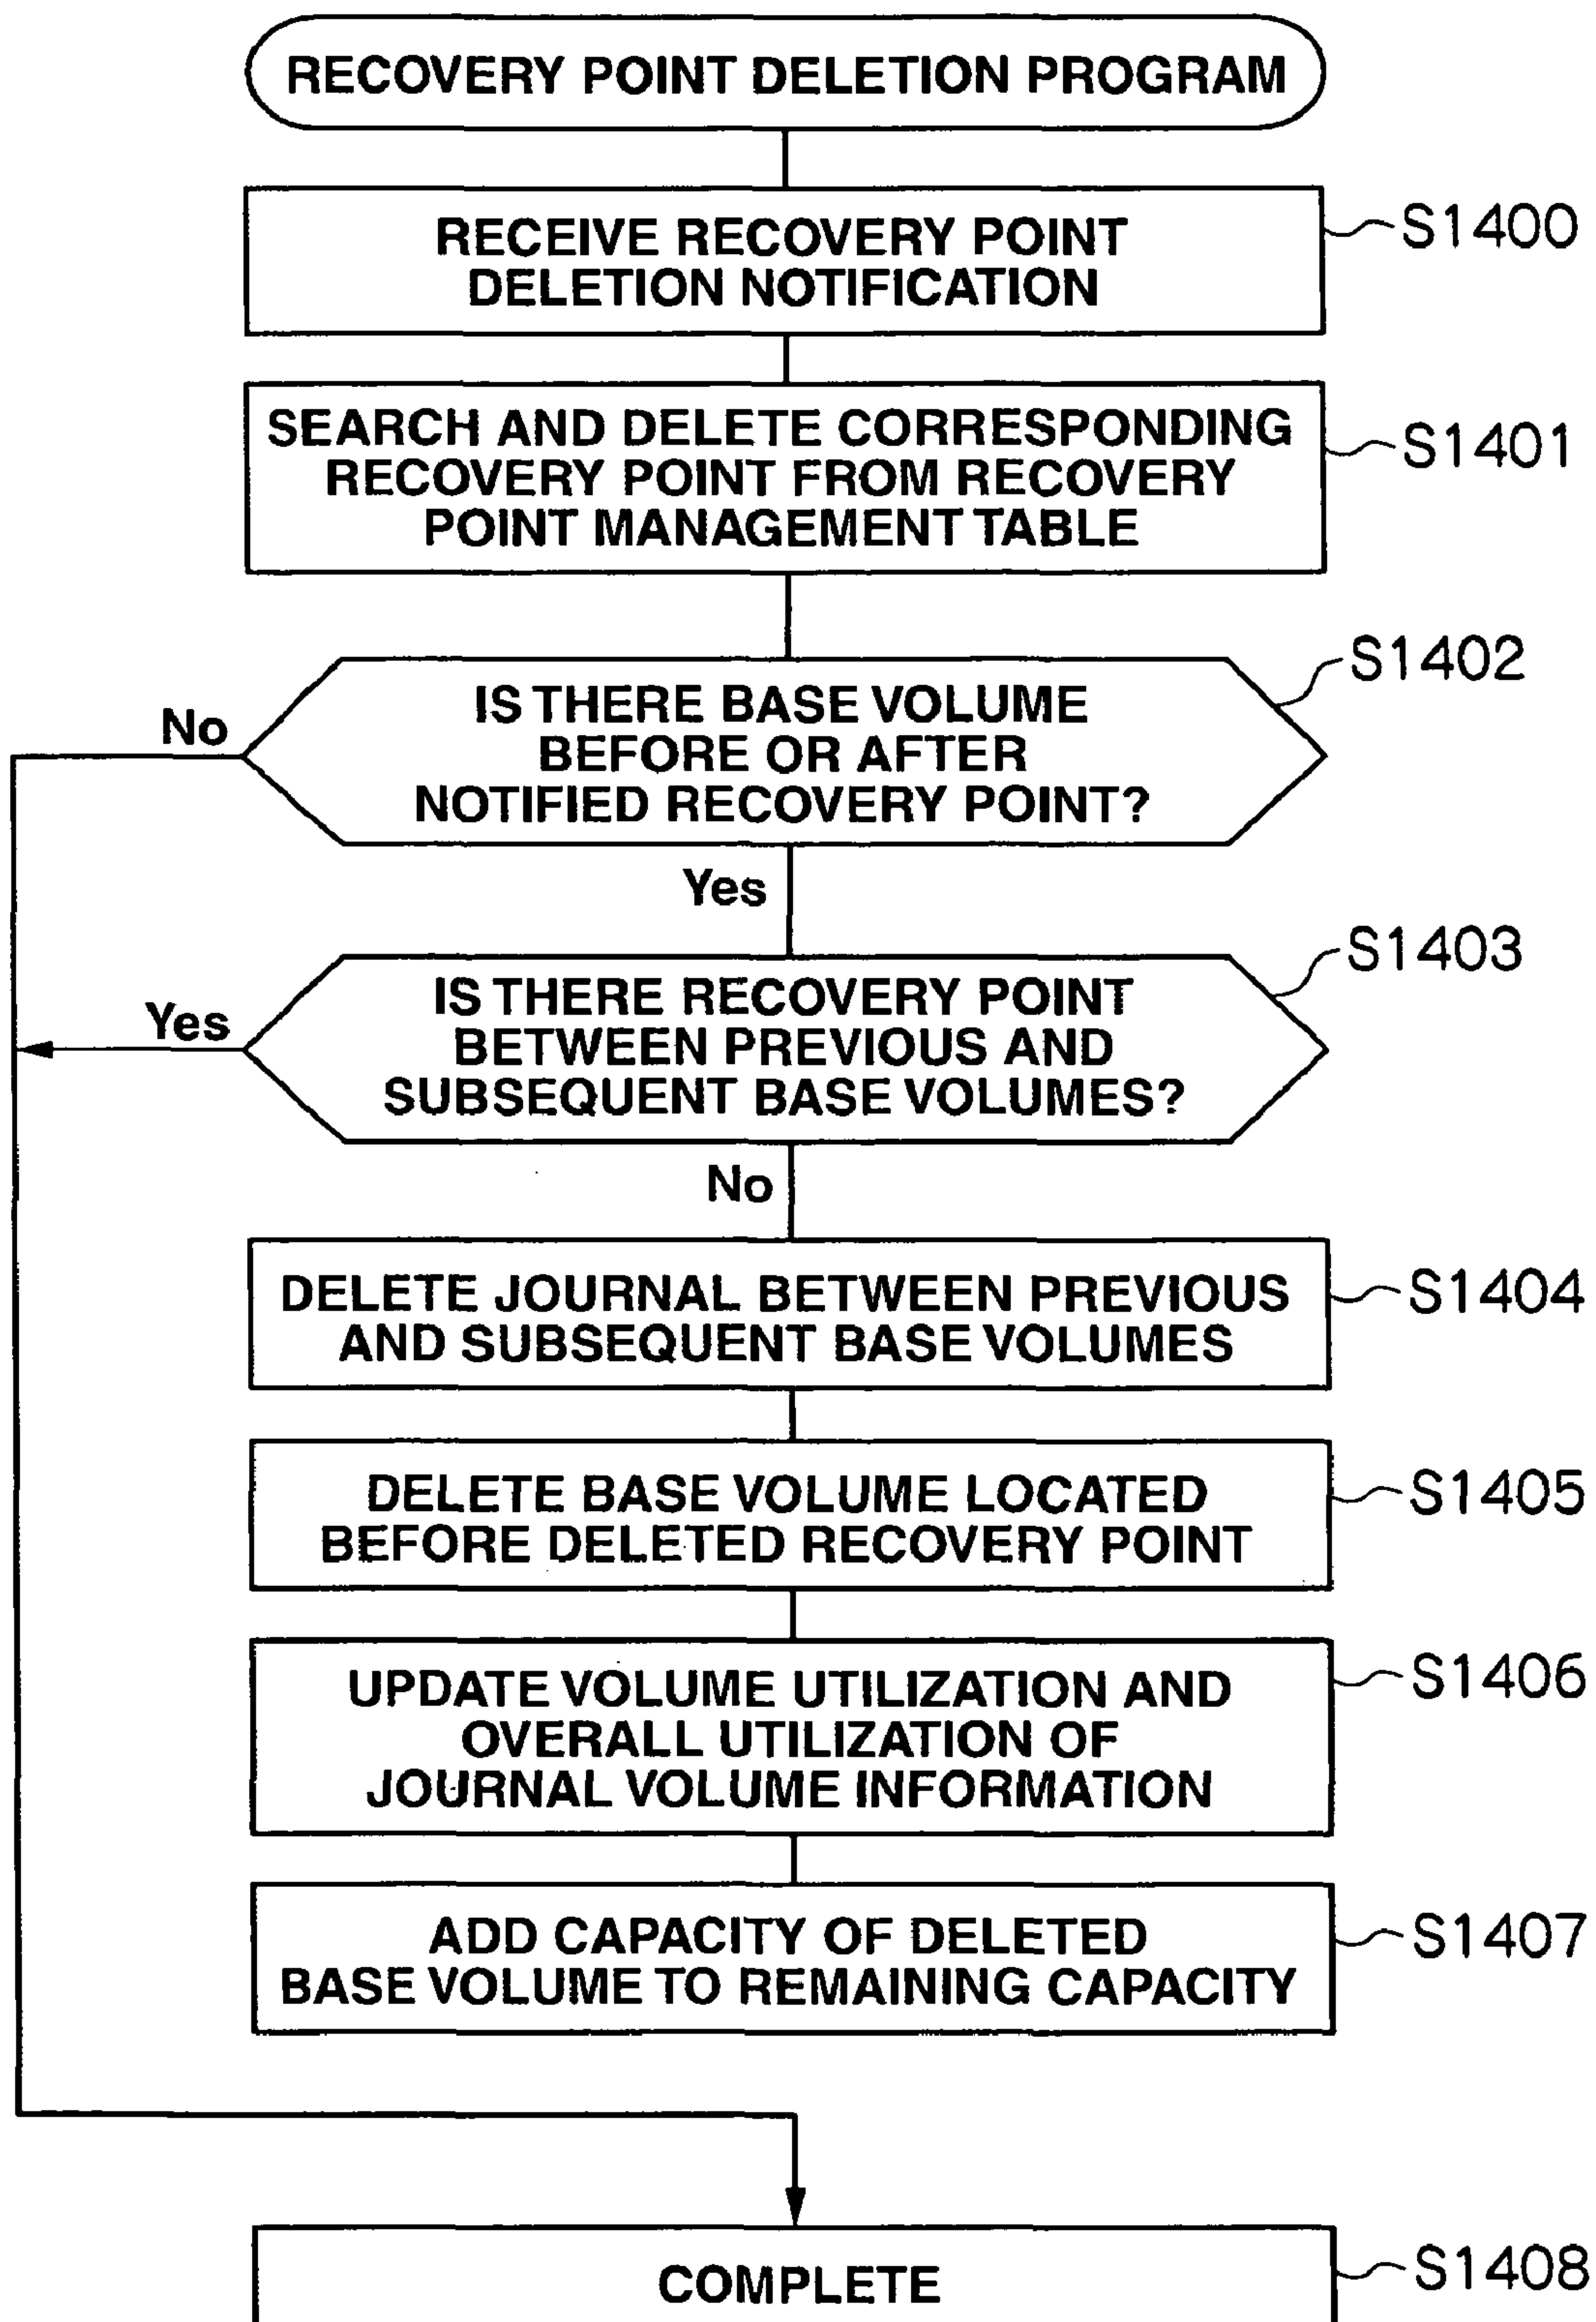 RECOVERY POINT DELETION PROGRAM
RECEIVE RECOVERY POINT
DELETION NOTIFICATION
S1400
SEARCH AND DELETE CORRESPONDING
RECOVERY POINT FROM RECOVERY
POINT MANAGEMENT TABLE
S1401
IS THERE BASE VOLUME
BEFORE OR AFTER
NOTIFIED RECOVERY POINT?
S1402
No
Yes
IS THERE RECOVERY POINT
BETWEEN PREVIOUS AND
SUBSEQUENT BASE VOLUMES?
S1403
Yes
No
DELETE JOURNAL BETWEEN PREVIOUS
AND SUBSEQUENT BASE VOLUMES
S1404
DELETE BASE VOLUME LOCATED
BEFORE DELETED RECOVERY POINT
S1405
UPDATE VOLUME UTILIZATION AND
OVERALL UTILIZATION OF
JOURNAL VOLUME INFORMATION
S1406
ADD CAPACITY OF DELETED
BASE VOLUME TO REMAINING CAPACITY
S1407
COMPLETE
S1408